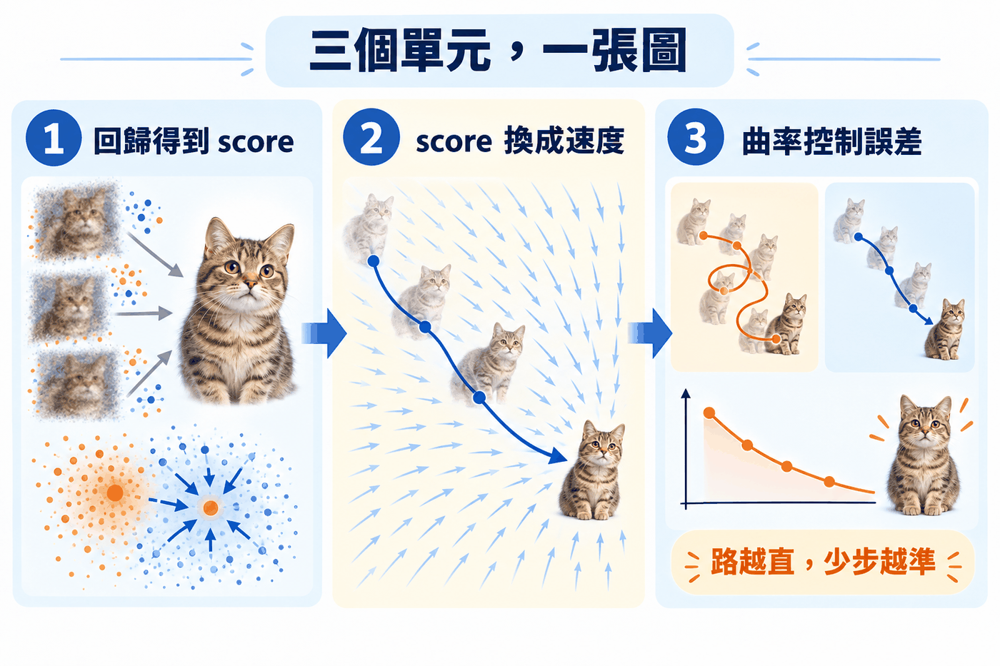 三個單元，一張圖
1 回歸得到 score
2 score 換成速度
3 曲率控制誤差
路越直，少步越準